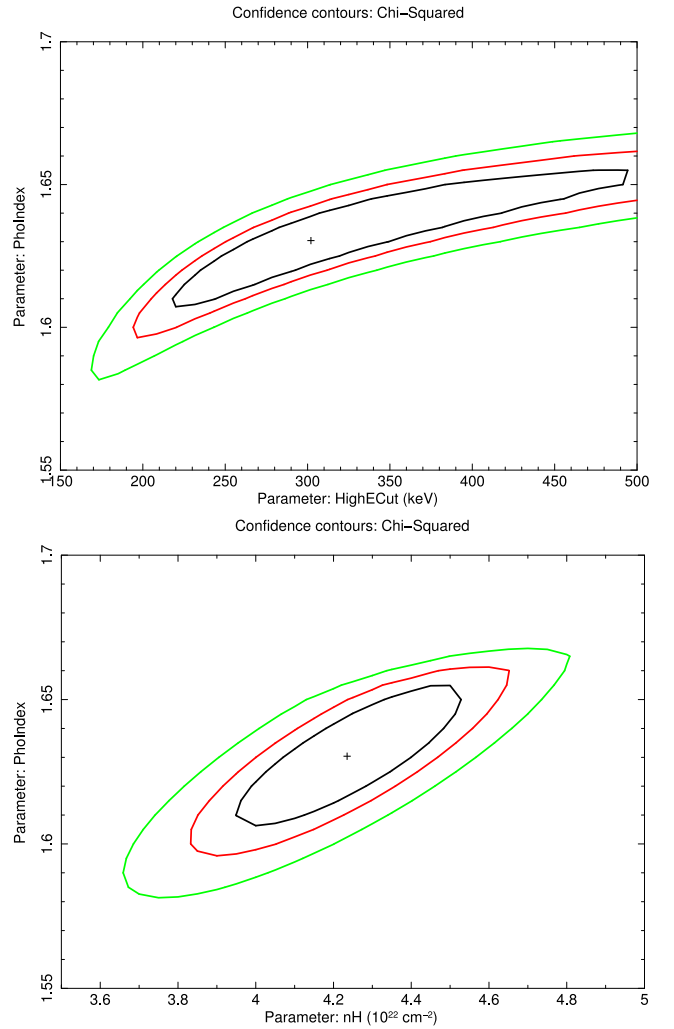 Confidence contours: Chi−Squared
1.7
1.65
1.6
1.55
Parameter: PhoIndex
150 200 250 300 350 400 450 500
Parameter: HighECut (keV)
Confidence contours: Chi−Squared
1.7
1.65
1.6
1.55
Parameter: PhoIndex
3.6 3.8 4 4.2 4.4 4.6 4.8 5
Parameter: nH (10²² cm⁻²)